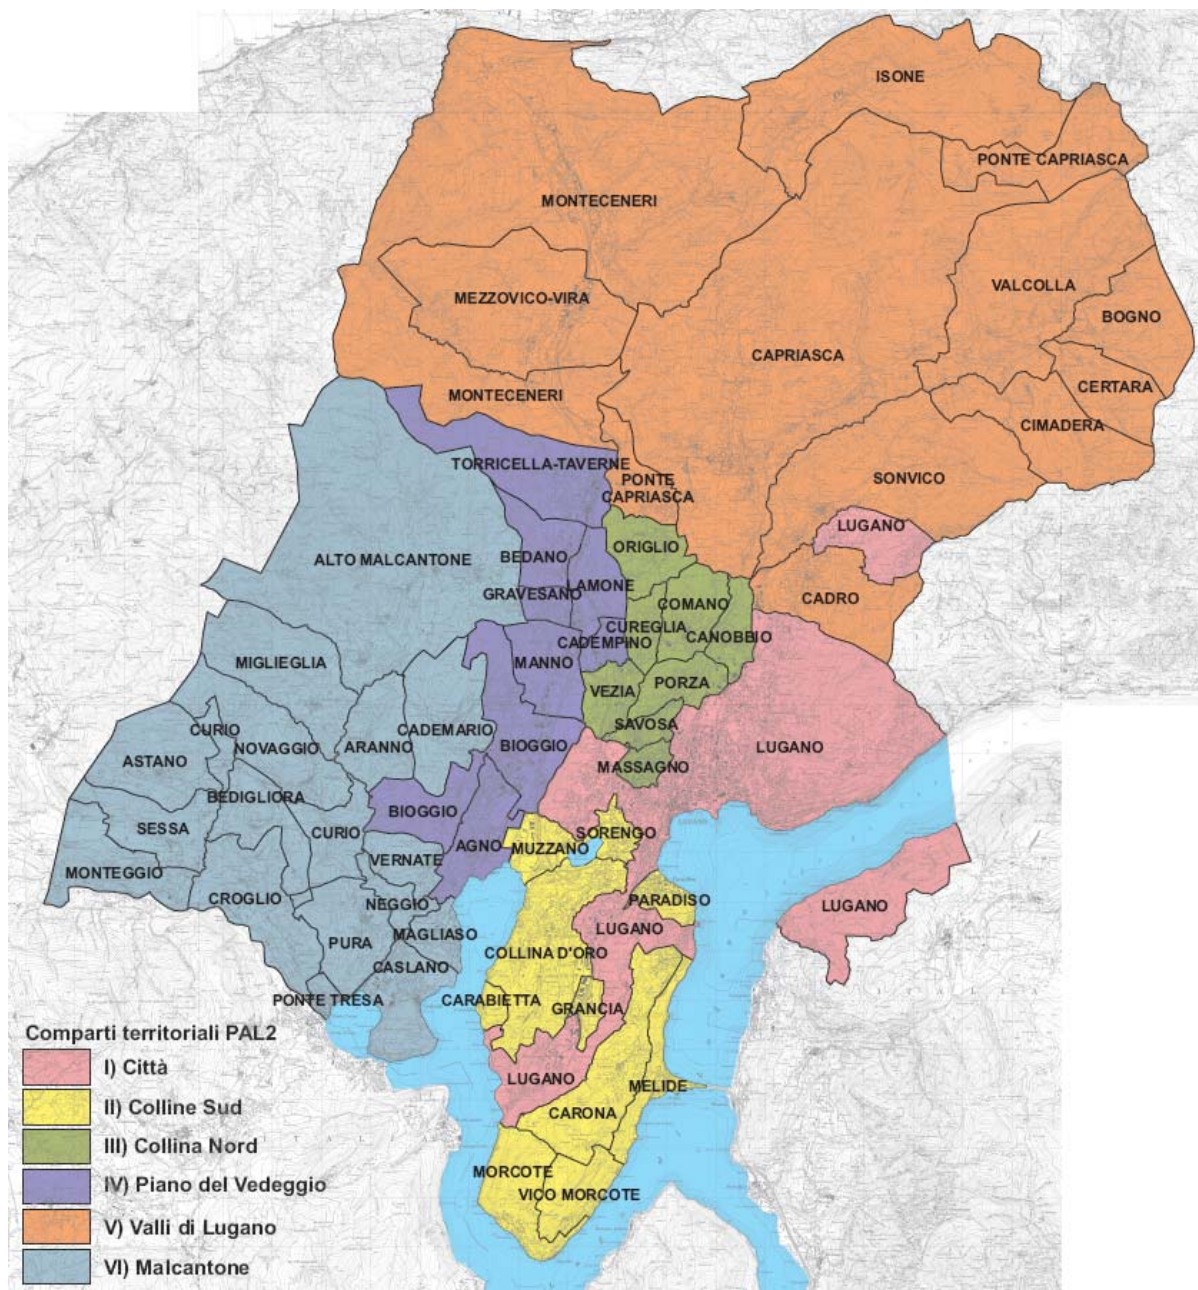 ISONE
PONTE CAPRIASCA
MONTECENERI
VALCOLLA
MEZZOVICO-VIRA
BOGNO
CAPRIASCA
CERTARA
MONTECENERI
CIMADERA
TORRICELLA-TAVERNE
SONVICO
PONTE
CAPRIASCA
LUGANO
ORIGLIO
BEDANO
ALTO MALCANTONE
LAMONE
GRAVESANO
CADRO
COMANO
CUREGLIA
CANOBBIO
CADEMPINO
MIGLIEGLIA
MANNO
PORZA
VEZIA
SAVOSA
CURIO
CADEMARIO
NOVAGGIO
ARANNO
BIOGGIO
LUGANO
ASTANO
MASSAGNO
BEDIGLIORA
BIOGGIO
SESSA
CURIO
SORENGO
AGNO
MUZZANO
VERNATE
MONTEGGIO
CROGLIO
NEGGIO
PARADISO
LUGANO
LUGANO
MAGLIASO
PURA
COLLINA D'ORO
CASLANO
PONTE TRESA
CARABIETTA
GRANCIA
LUGANO
MELIDE
CARONA
MORCOTE
VICO MORCOTE
Comparti territoriali PAL2
I) Città
II) Colline Sud
III) Collina Nord
IV) Piano del Vedeggio
V) Valli di Lugano
VI) Malcantone